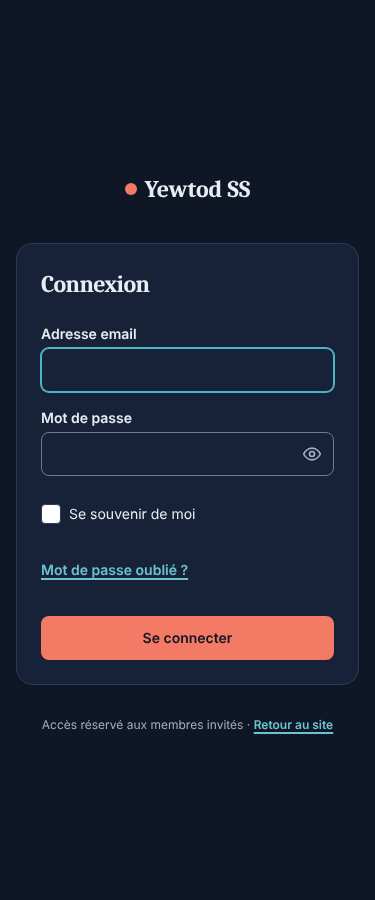 Yewtod SS
Connexion
Adresse email
Mot de passe
Se souvenir de moi
Mot de passe oublié ?
Se connecter
Accès réservé aux membres invités · Retour au site